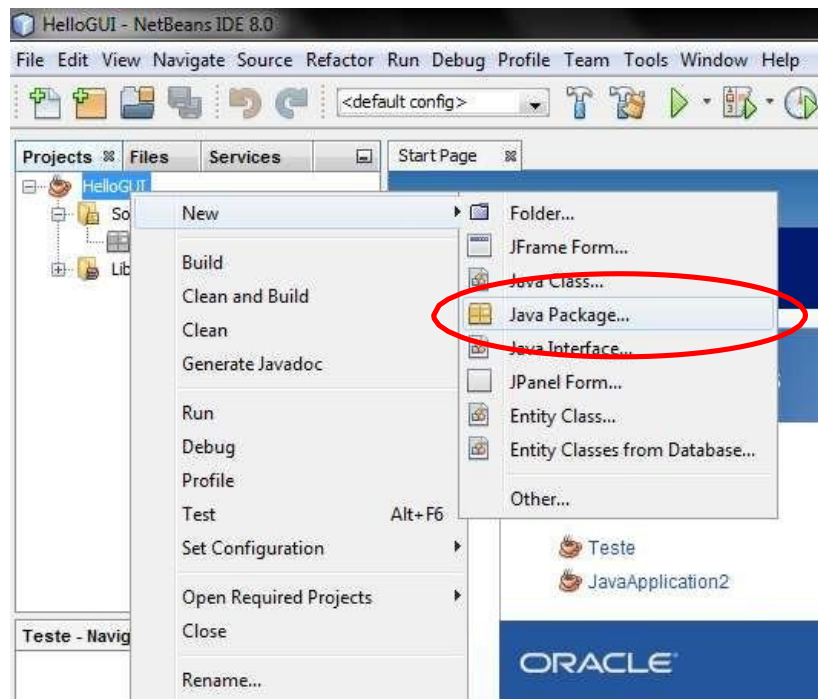 HelloGUI - NetBeans IDE 8.0
File Edit View Navigate Source Refactor Run Debug Profile Team Tools Window Help
<default config>
Projects Files Services Start Page
HelloGUI
So
Lib
New
Build
Clean and Build
Clean
Generate Javadoc
Run
Debug
Profile
Test Alt+F6
Set Configuration
Open Required Projects
Close
Rename...
Folder...
JFrame Form...
Java Class...
Java Package...
Java Interface...
JPanel Form...
Entity Class...
Entity Classes from Database...
Other...
Teste
JavaApplication2
Teste - Navig
ORACLE